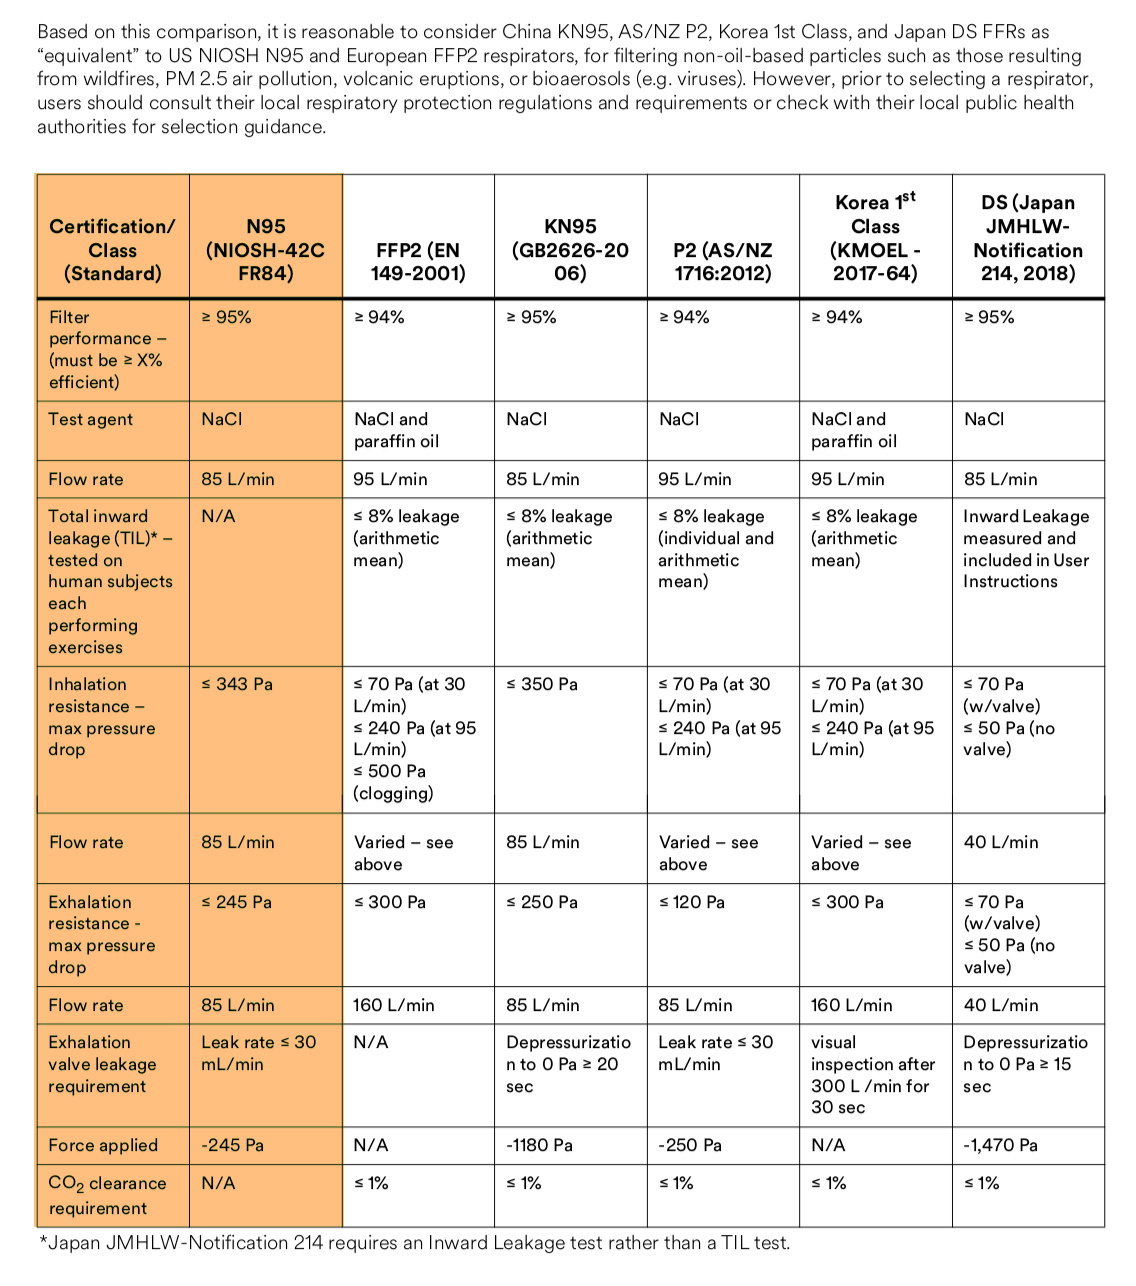 Based on this comparison, it is reasonable to consider China KN95, AS/NZ P2, Korea 1st Class, and Japan DS FFRs as
“equivalent” to US NIOSH N95 and European FFP2 respirators, for filtering non-oil-based particles such as those resulting
from wildfires, PM 2.5 air pollution, volcanic eruptions, or bioaerosols (e.g. viruses). However, prior to selecting a respirator,
users should consult their local respiratory protection regulations and requirements or check with their local public health
authorities for selection guidance.
Certification/
Class
(Standard)
N95
(NIOSH-42C
FR84)
FFP2 (EN
149-2001)
KN95
(GB2626-20
06)
P2 (AS/NZ
1716:2012)
Korea 1st
Class
(KMOEL -
2017-64)
DS (Japan
JMHLW-
Notification
214, 2018)
Filter
performance –
(must be ≥ X%
efficient)
≥ 95%
≥ 94%
≥ 95%
≥ 94%
≥ 94%
≥ 95%
Test agent
NaCl
NaCl and
paraffin oil
NaCl
NaCl
NaCl and
paraffin oil
NaCl
Flow rate
85 L/min
95 L/min
85 L/min
95 L/min
95 L/min
85 L/min
Total inward
leakage (TIL)* –
tested on
human subjects
each
performing
exercises
N/A
≤ 8% leakage
(arithmetic
mean)
≤ 8% leakage
(arithmetic
mean)
≤ 8% leakage
(individual and
arithmetic
mean)
≤ 8% leakage
(arithmetic
mean)
Inward Leakage
measured and
included in User
Instructions
Inhalation
resistance –
max pressure
drop
≤ 343 Pa
≤ 70 Pa (at 30
L/min)
≤ 240 Pa (at 95
L/min)
≤ 500 Pa
(clogging)
≤ 350 Pa
≤ 70 Pa (at 30
L/min)
≤ 240 Pa (at 95
L/min)
≤ 70 Pa (at 30
L/min)
≤ 240 Pa (at 95
L/min)
≤ 70 Pa
(w/valve)
≤ 50 Pa (no
valve)
Flow rate
85 L/min
Varied – see
above
85 L/min
Varied – see
above
Varied – see
above
40 L/min
Exhalation
resistance -
max pressure
drop
≤ 245 Pa
≤ 300 Pa
≤ 250 Pa
≤ 120 Pa
≤ 300 Pa
≤ 70 Pa
(w/valve)
≤ 50 Pa (no
valve)
Flow rate
85 L/min
160 L/min
85 L/min
85 L/min
160 L/min
40 L/min
Exhalation
valve leakage
requirement
Leak rate ≤ 30
mL/min
N/A
Depressurizatio
n to 0 Pa ≥ 20
sec
Leak rate ≤ 30
mL/min
visual
inspection after
300 L /min for
30 sec
Depressurizatio
n to 0 Pa ≥ 15
sec
Force applied
-245 Pa
N/A
-1180 Pa
-250 Pa
N/A
-1,470 Pa
CO2 clearance
requirement
N/A
≤ 1%
≤ 1%
≤ 1%
≤ 1%
≤ 1%
*Japan JMHLW-Notification 214 requires an Inward Leakage test rather than a TIL test.